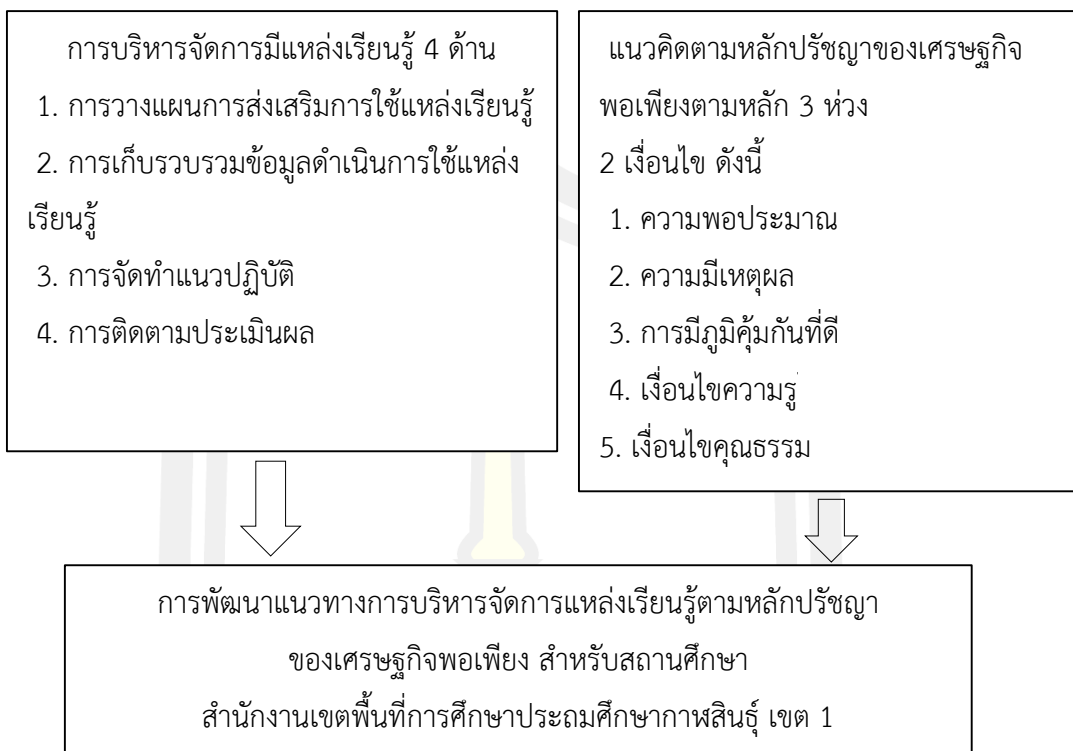 การบริหารจัดการมีแหล่งเรียนรู้ 4 ด้าน
1. การวางแผนการส่งเสริมการใช้แหล่งเรียนรู้
2. การเก็บรวบรวมข้อมูลดำเนินการใช้แหล่ง
เรียนรู้
3. การจัดทำแนวปฏิบัติ
4. การติดตามประเมินผล
แนวคิดตามหลักปรัชญาของเศรษฐกิจ
พอเพียงตามหลัก 3 ห่วง
2 เงื่อนไข ดังนี้
1. ความพอประมาณ
2. ความมีเหตุผล
3. การมีภูมิคุ้มกันที่ดี
4. เงื่อนไขความรู่
5. เงื่อนไขคุณธรรม
การพัฒนาแนวทางการบริหารจัดการแหล่งเรียนรู้ตามหลักปรัชญา
ของเศรษฐกิจพอเพียง สำหรับสถานศึกษา
สำนักงานเขตพื้นที่การศึกษาประถมศึกษากาฬสินธุ์ เขต 1